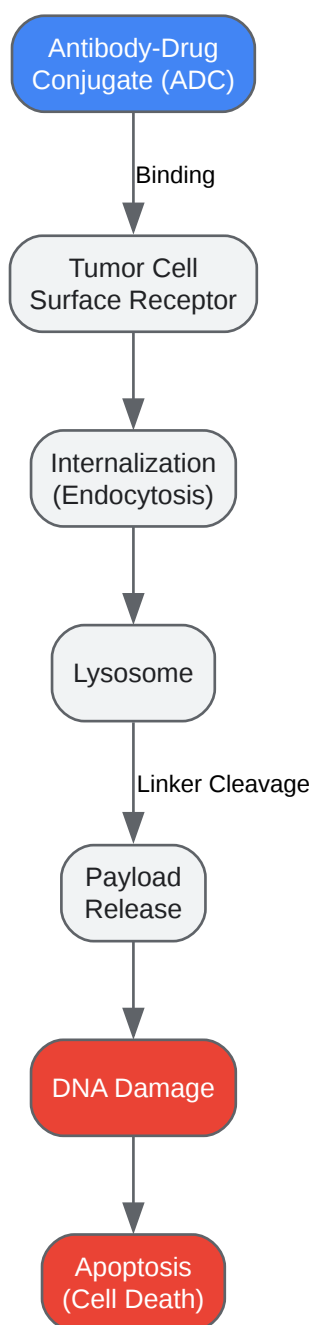 Antibody-Drug
Conjugate (ADC)
Binding
Tumor Cell
Surface Receptor
Internalization
(Endocytosis)
Lysosome
Linker Cleavage
Payload
Release
DNA Damage
Apoptosis
(Cell Death)